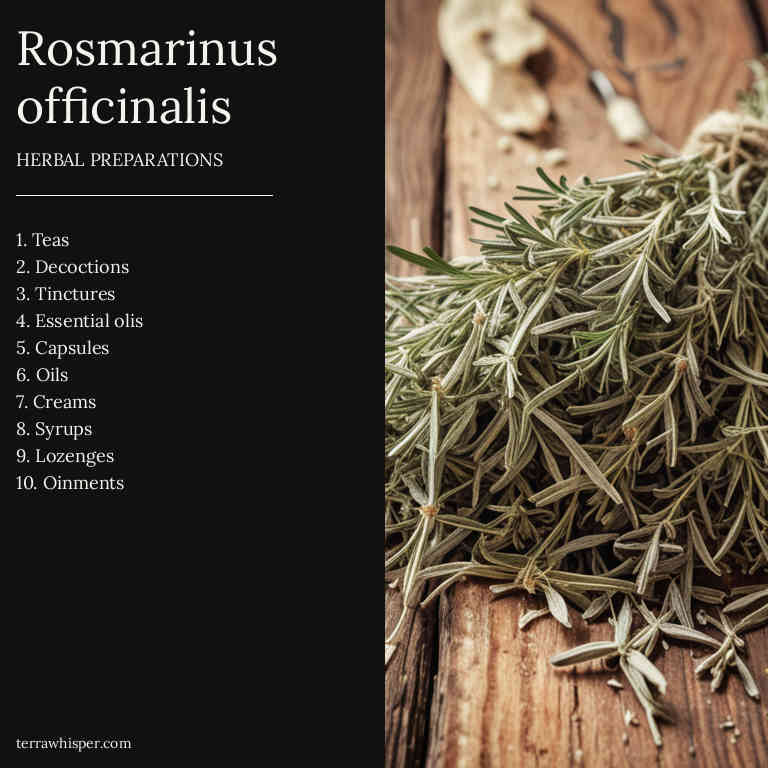 Rosmarinus
officinalis
HERBAL PREPARATIONS
1. Teas
2. Decoctions
3. Tinctures
4. Essential olis
5. Capsules
6. Oils
7. Creams
8. Syrups
9. Lozenges
10. Oinments
terrawhisper.com